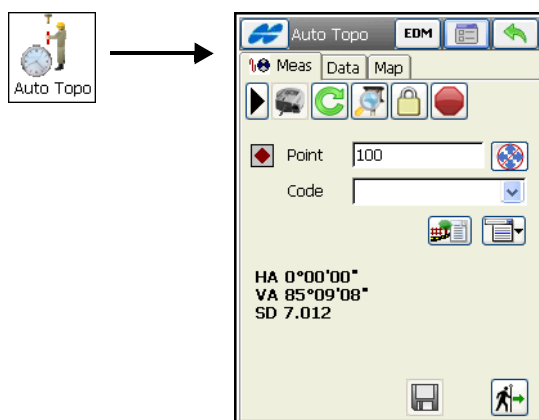 Auto Topo
Auto Topo EDM
Meas Data Map
Point 100
Code
HA 0°00'00"
VA 85°09'08"
SD 7.012